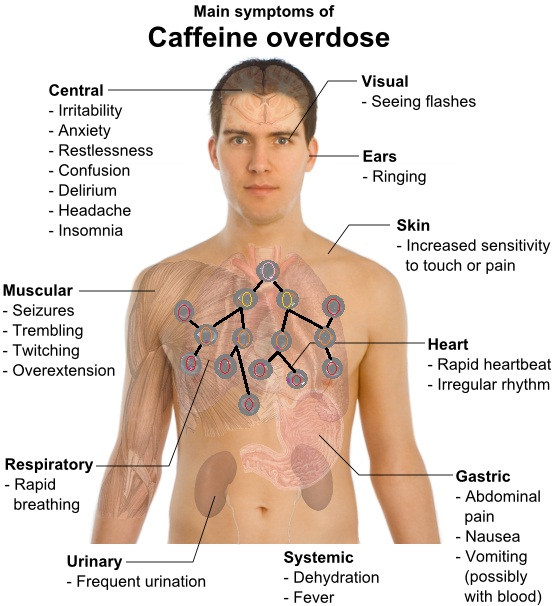 Main symptoms of
Caffeine overdose
Central
- Irritability
- Anxiety
- Restlessness
- Confusion
- Delirium
- Headache
- Insomnia
Visual
- Seeing flashes
Ears
- Ringing
Skin
- Increased sensitivity
to touch or pain
Muscular
- Seizures
- Trembling
- Twitching
- Overextension
Heart
- Rapid heartbeat
- Irregular rhythm
Respiratory
- Rapid
breathing
Gastric
- Abdominal
pain
- Nausea
- Vomiting
(possibly
with blood)
Urinary
- Frequent urination
Systemic
- Dehydration
- Fever